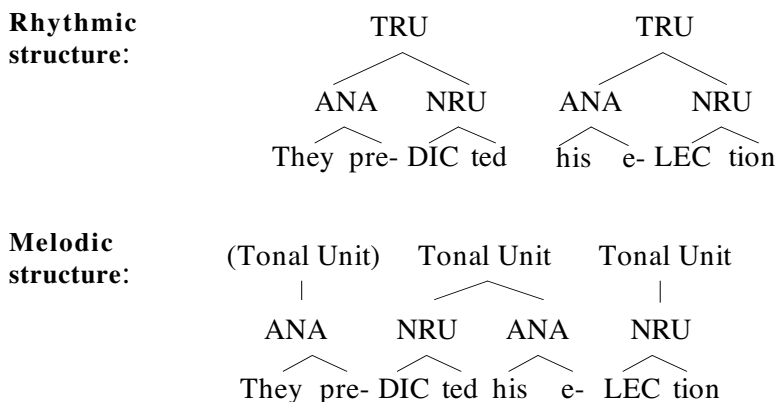 Rhythmic structure:
TRU TRU
ANA NRU ANA NRU
They pre- DIC ted his e- LEC tion
Melodic structure:
(Tonal Unit) Tonal Unit Tonal Unit
ANA NRU ANA NRU
They pre- DIC ted his e- LEC tion